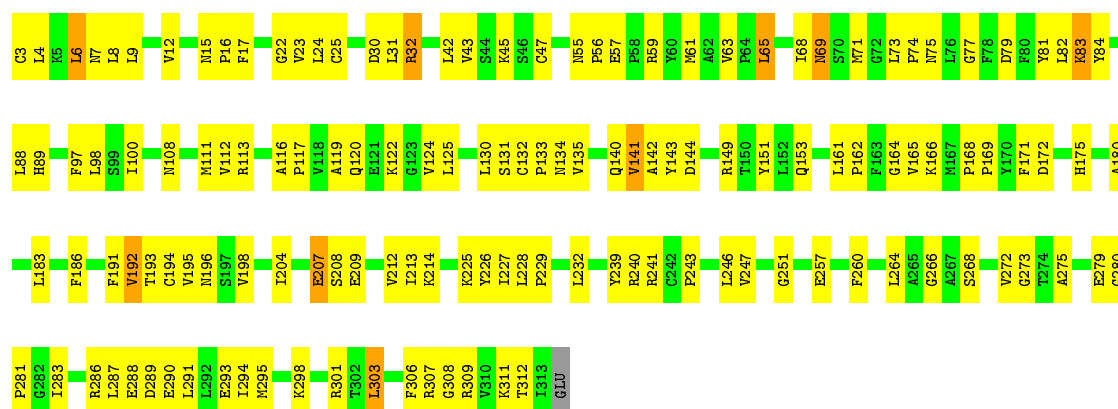 C3 L4 K5 L6 N7 L8 L9 V12 N15 P16 F17 G22 V23 L24 C25 D30 L31 R32 L42 V43 S44 K45 S46 C47 N55 P56 E57 P58 R59 Y60 M61 A62 V63 P64 L65 I68 N69 S70 M71 G72 L73 P74 N75 L76 G77 F78 D79 F80 Y81 L82 K83 Y84
L88 H89 F97 L98 S99 I100 N108 M111 V112 R113 A116 P117 V118 A119 Q120 E121 K122 G123 V124 L125 L130 S131 C132 P133 N134 V135 Q140 V141 A142 Y143 D144 R149 T150 Y151 L152 Q153 L161 P162 F163 G164 V165 K166 M167 P168 P169 Y170 F171 D172 H175 A180
L183 F186 F191 V192 T193 C194 V195 N196 S197 V198 I204 E207 S208 E209 V212 I213 K214 K225 Y226 I227 L228 P229 L232 Y239 R240 R241 C242 P243 L246 V247 G251 E257 F260 L264 A265 G266 A267 S268 V272 G273 T274 A275 E279 G280
P281 G282 I283 R286 L287 E288 D289 E290 L291 L292 E293 I294 M295 K298 R301 T302 L303 F306 R307 G308 R309 V310 K311 T312 I313 GLU